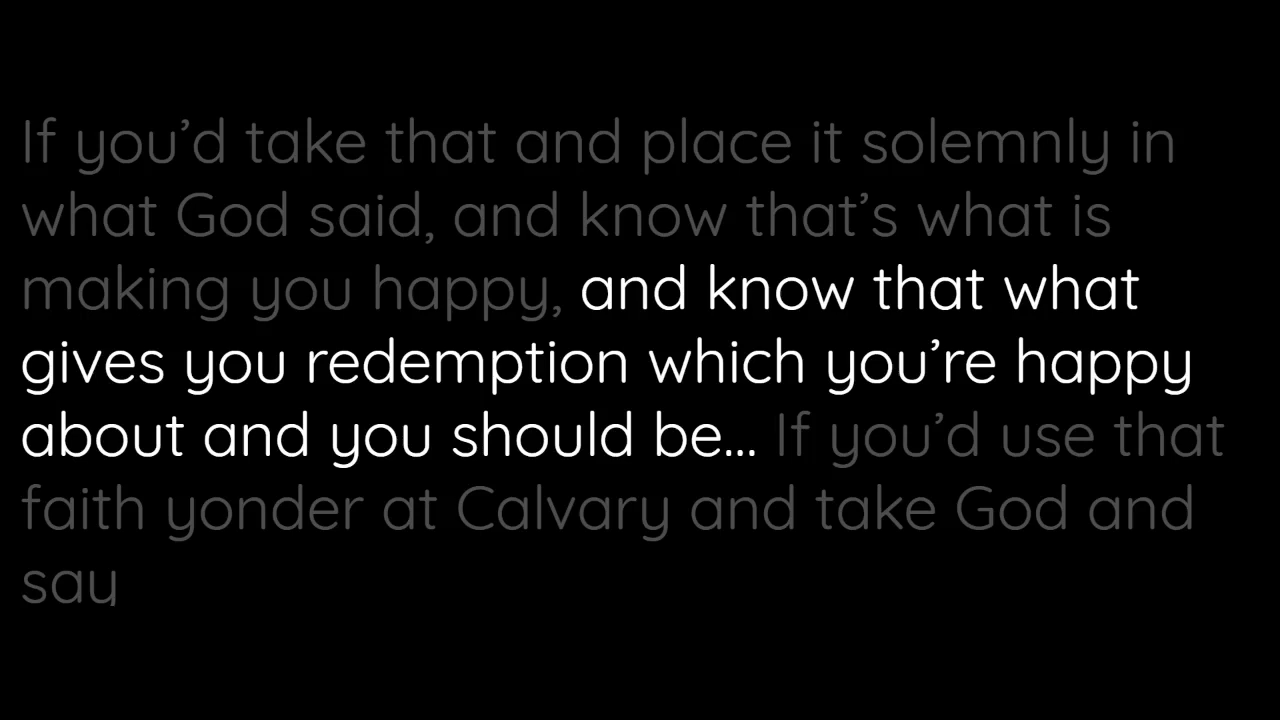 If you’d take that and place it solemnly in
what God said, and know that’s what is
making you happy, and know that what
gives you redemption which you’re happy
about and you should be... If you’d use that
faith yonder at Calvary and take God and
say